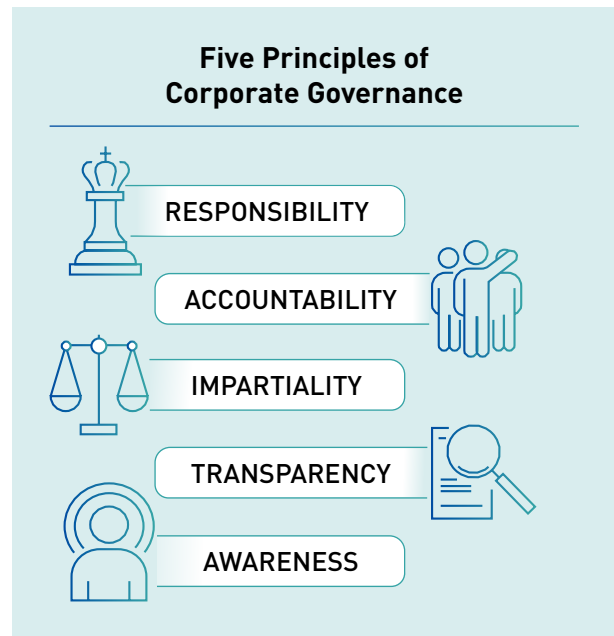 Five Principles of
Corporate Governance
RESPONSIBILITY
ACCOUNTABILITY
IMPARTIALITY
TRANSPARENCY
AWARENESS